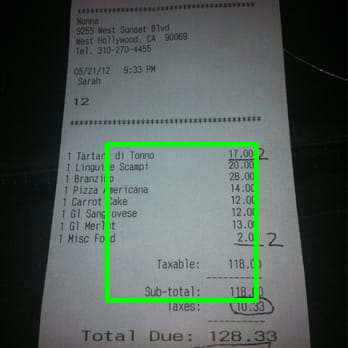 Nonna
9255 West Sunset Blvd
West Hollywood, CA 90069
Tel. 310-270-4455
05/21/12 9:33 PM
Sarah
12
1 Tartar di Tonno 17.00 2
1 Linguine Scampi 20.00
1 Branzino 28.00
1 Pizza Americana 14.00
1 Carrot Cake 12.00
1 Gl Sangiovese 12.00
1 Gl Merlot 13.00
1 Misc Food 2.00 2
Taxable: 118.00
Sub-total: 118.00
Taxes: 10.33
Total Due: 128.33